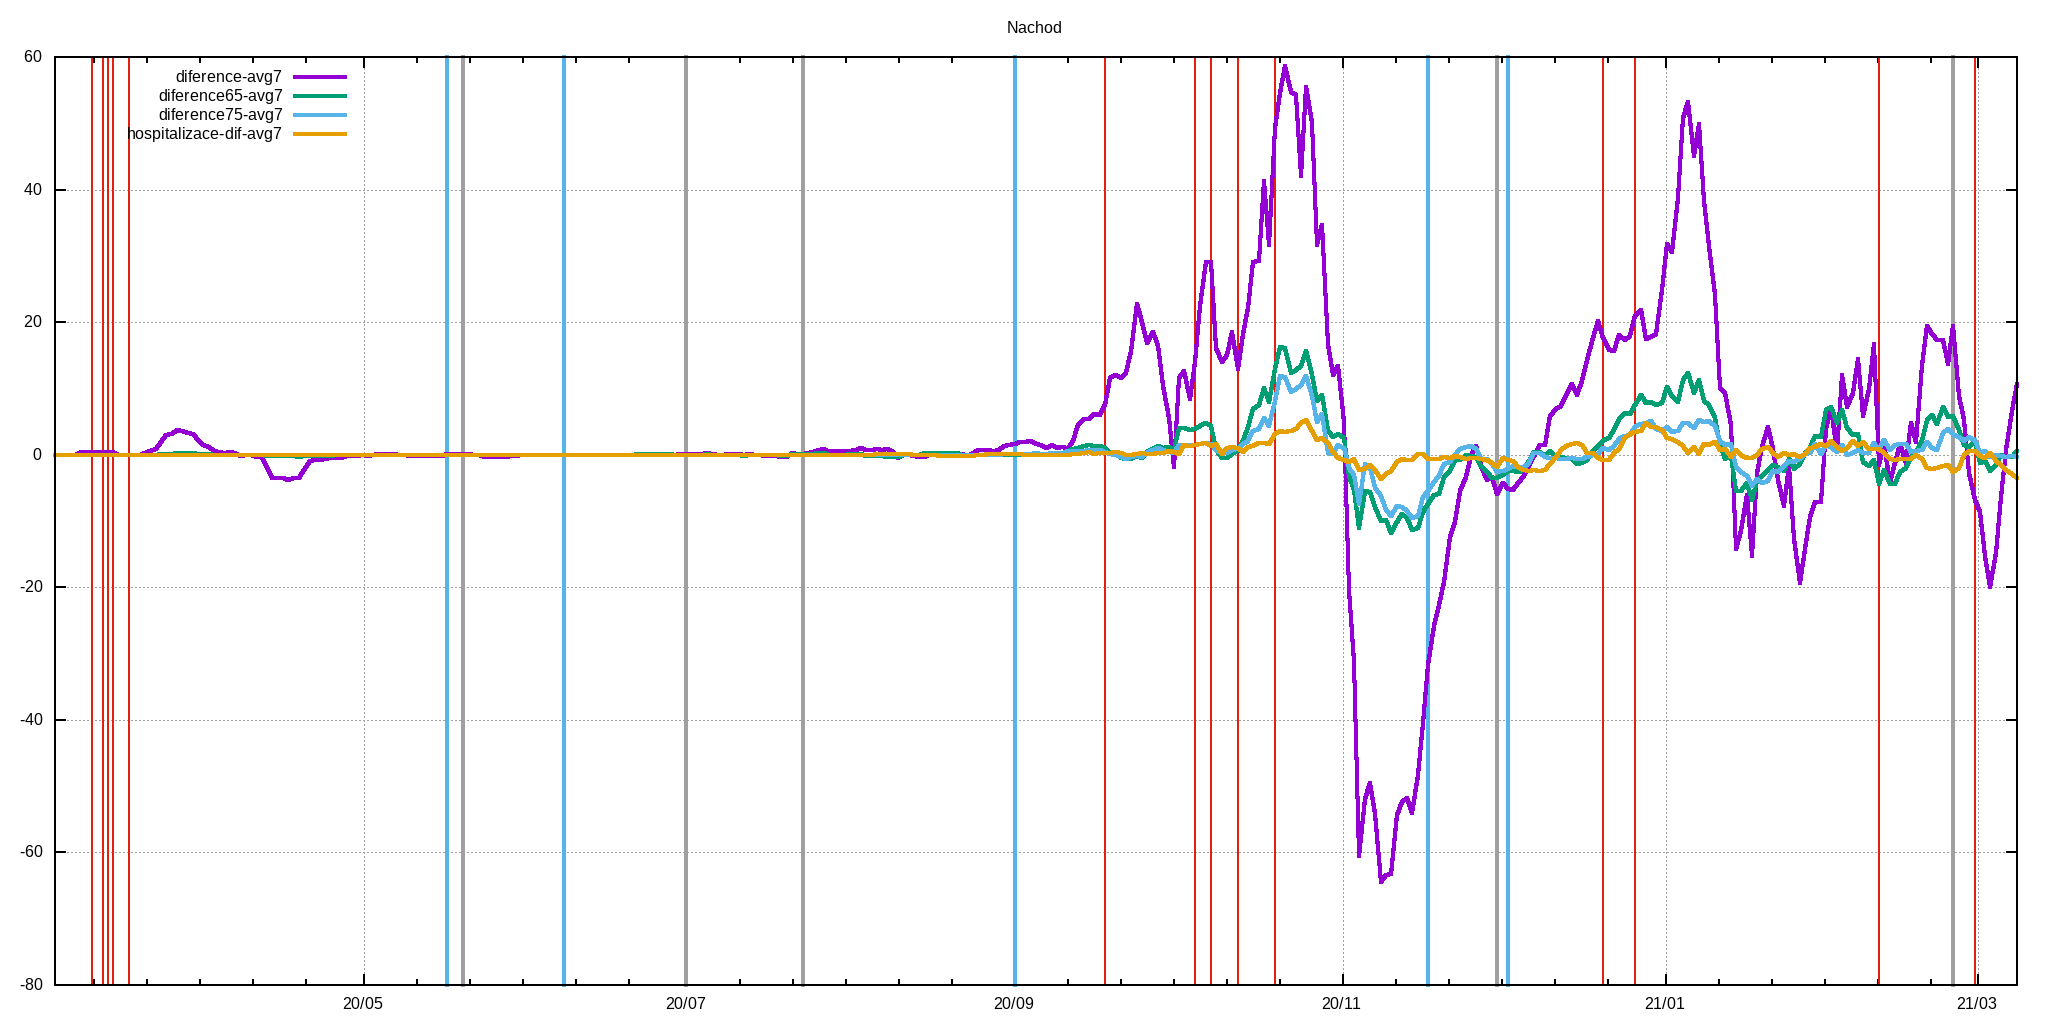 Nachod
60
diference-avg7
diference65-avg7
diference75-avg7
hospitalizace-dif-avg7
40
20
0
-20
-40
-60
-80
20/05 20/07 20/09 20/11 21/01 21/03